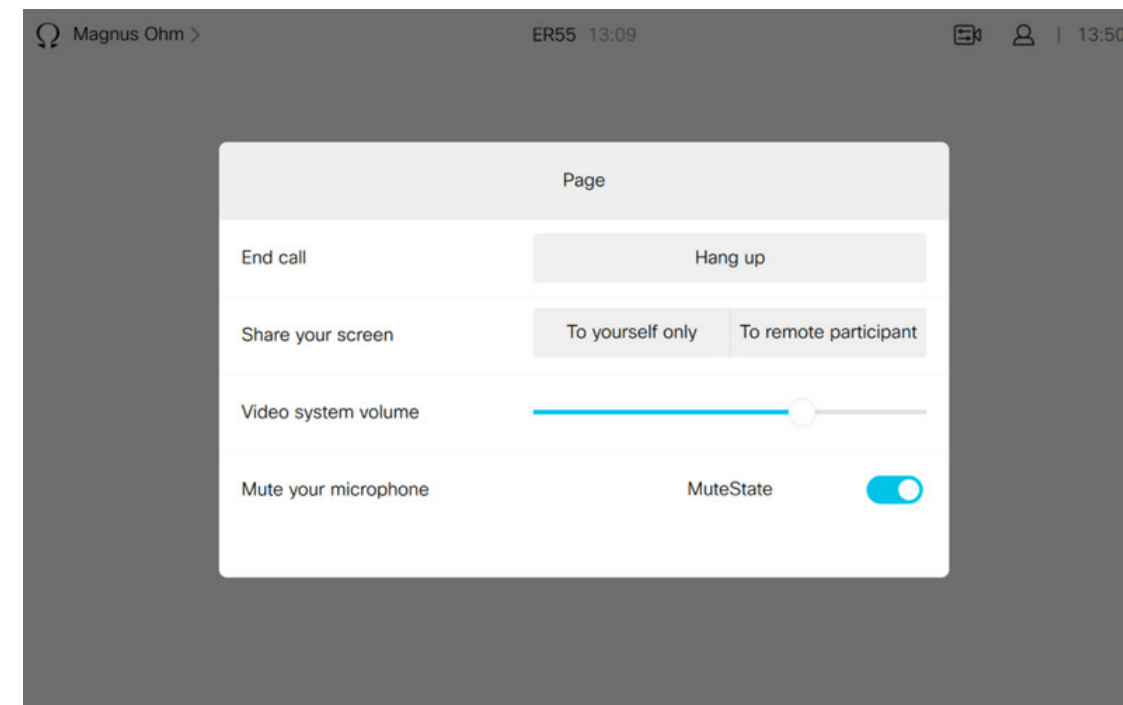 Magnus Ohm >
ER55 13:09
13:50
Page
End call
Hang up
Share your screen
To yourself only
To remote participant
Video system volume
Mute your microphone
MuteState